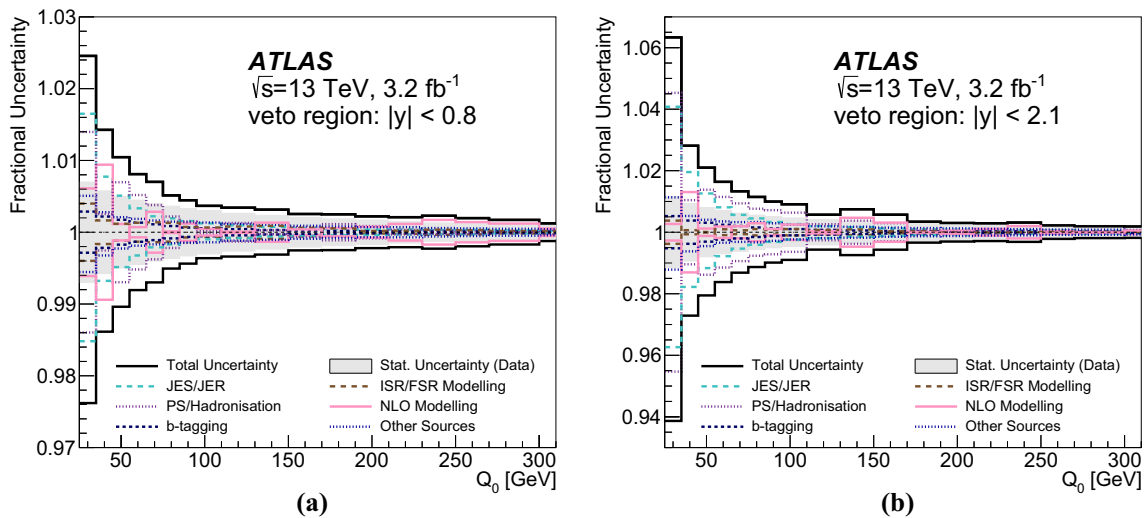 Fractional Uncertainty
1.03
1.02
1.01
1
0.99
0.98
0.97
ATLAS
√s=13 TeV, 3.2 fb-1
veto region: |y| < 0.8
Total Uncertainty
JES/JER
PS/Hadronisation
b-tagging
Stat. Uncertainty (Data)
ISR/FSR Modelling
NLO Modelling
Other Sources
50 100 150 200 250 300
Q0 [GeV]
(a)
Fractional Uncertainty
1.06
1.04
1.02
1
0.98
0.96
0.94
ATLAS
√s=13 TeV, 3.2 fb-1
veto region: |y| < 2.1
Total Uncertainty
JES/JER
PS/Hadronisation
b-tagging
Stat. Uncertainty (Data)
ISR/FSR Modelling
NLO Modelling
Other Sources
50 100 150 200 250 300
Q0 [GeV]
(b)